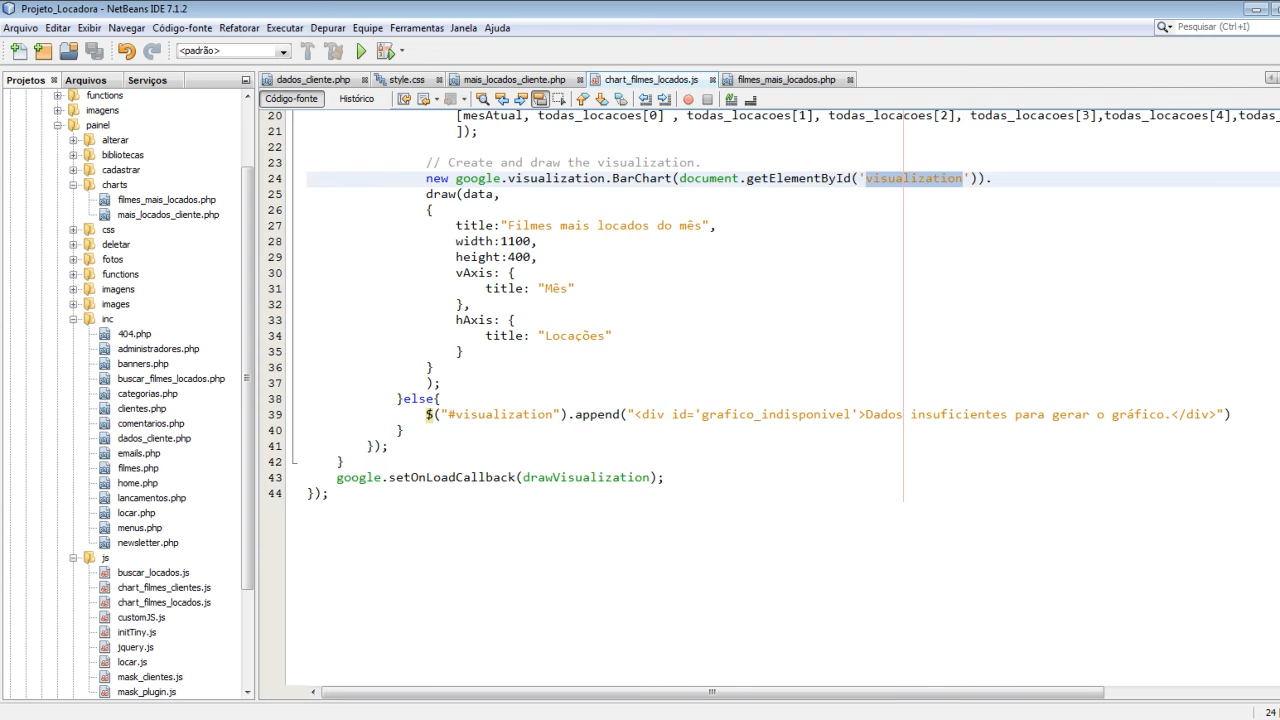 Projeto_Locadora - NetBeans IDE 7.1.2
Arquivo Editar Exibir Navegar Código-fonte Refatorar Executar Depurar Equipe Ferramentas Janela Ajuda
Pesquisar (Ctrl+I)
<padrão>
Projetos Arquivos Serviços
dados_cliente.php style.css mais_locados_cliente.php chart_filmes_locados.js filmes_mais_locados.php
Código-fonte Histórico
functions
imagens
painel
alterar
bibliotecas
cadastrar
charts
filmes_mais_locados.php
mais_locados_cliente.php
css
deletar
fotos
functions
imagens
images
inc
404.php
administradores.php
banners.php
buscar_filmes_locados.php
categorias.php
clientes.php
comentarios.php
dados_cliente.php
emails.php
filmes.php
home.php
lancamentos.php
locar.php
menus.php
newsletter.php
js
buscar_locados.js
chart_filmes_clientes.js
chart_filmes_locados.js
customJS.js
initTiny.js
jquery.js
locar.js
mask_clientes.js
mask_plugin.js
20 [mesAtual, todas_locacoes[0] , todas_locacoes[1], todas_locacoes[2], todas_locacoes[3],todas_locacoes[4],todas
21 ]);
22
23 // Create and draw the visualization.
24 new google.visualization.BarChart(document.getElementById('visualization')).
25 draw(data,
26 {
27 title:"Filmes mais locados do mês",
28 width:1100,
29 height:400,
30 vAxis: {
31 title: "Mês"
32 },
33 hAxis: {
34 title: "Locações"
35 }
36 }
37 );
38 }else{
39 $("#visualization").append("<div id='grafico_indisponivel'>Dados insuficientes para gerar o gráfico.</div>")
40 }
41 });
42 }
43 google.setOnLoadCallback(drawVisualization);
44 });
24